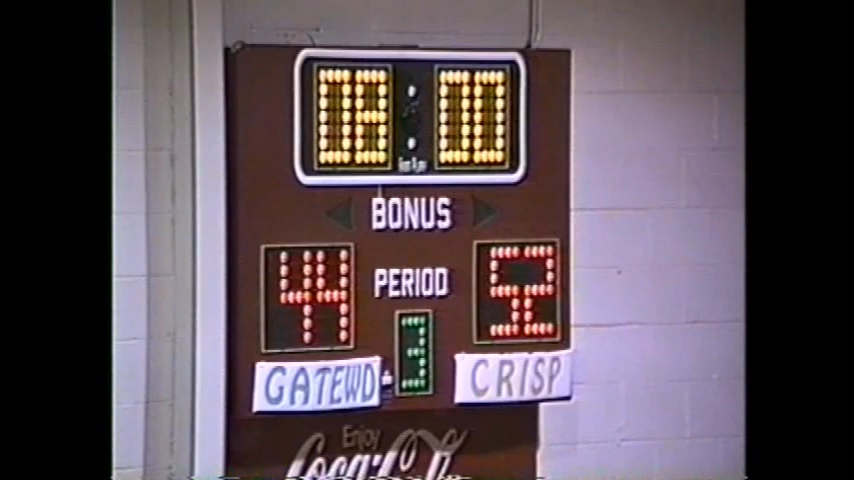 08:00
BONUS
44 PERIOD 52
3
GATEWD. CRISP
Enjoy
Coca-Cola